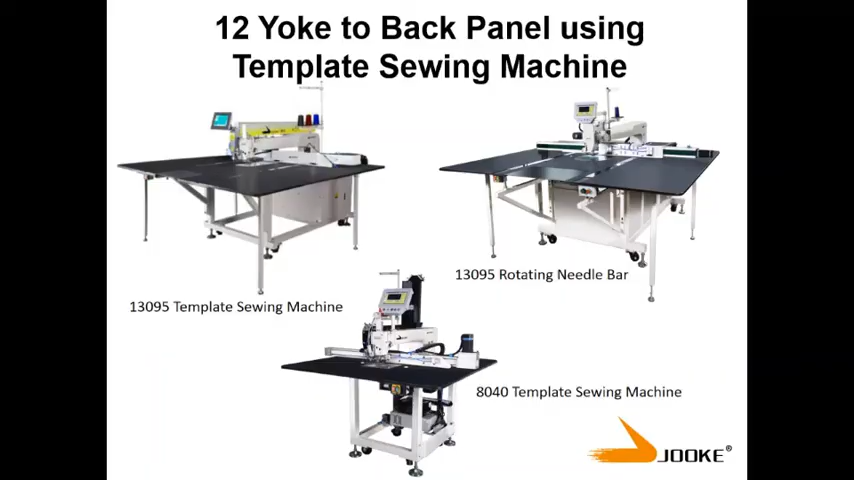 12 Yoke to Back Panel using
Template Sewing Machine
13095 Rotating Needle Bar
13095 Template Sewing Machine
8040 Template Sewing Machine
JOOKE®